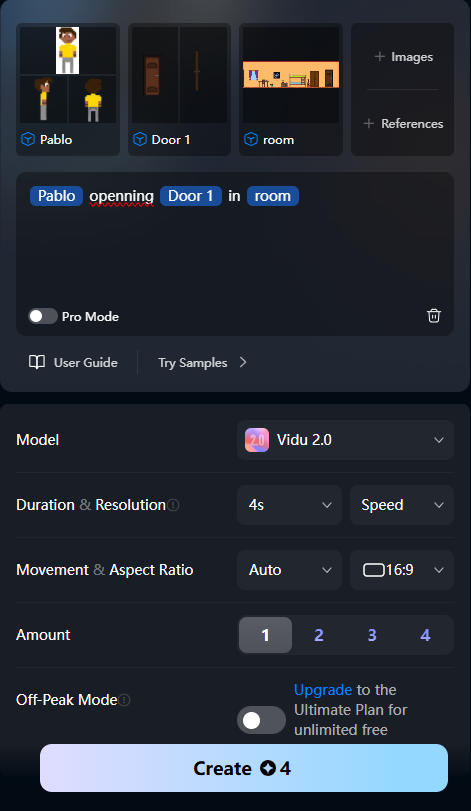 Images
References
Pablo
Door 1
room
Pablo openning Door 1 in room
Pro Mode
User Guide
Try Samples
Model
2.0
Vidu 2.0
Duration & Resolution
4s
Speed
Movement & Aspect Ratio
Auto
16:9
Amount
1
2
3
4
Off-Peak Mode
Upgrade to the
Ultimate Plan for
unlimited free
Create 4